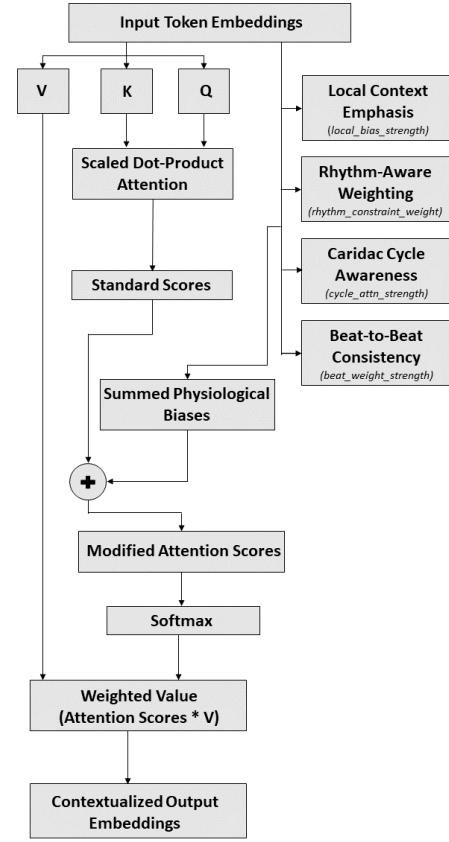 Input Token Embeddings
V
K
Q
Local Context
Emphasis
(local_bias_strength)
Scaled Dot-Product
Attention
Rhythm-Aware
Weighting
(rhythm_constraint_weight)
Caridac Cycle
Awareness
(cycle_attn_strength)
Standard Scores
Beat-to-Beat
Consistency
(beat_weight_strength)
Summed Physiological
Biases
+
Modified Attention Scores
Softmax
Weighted Value
(Attention Scores * V)
Contextualized Output
Embeddings